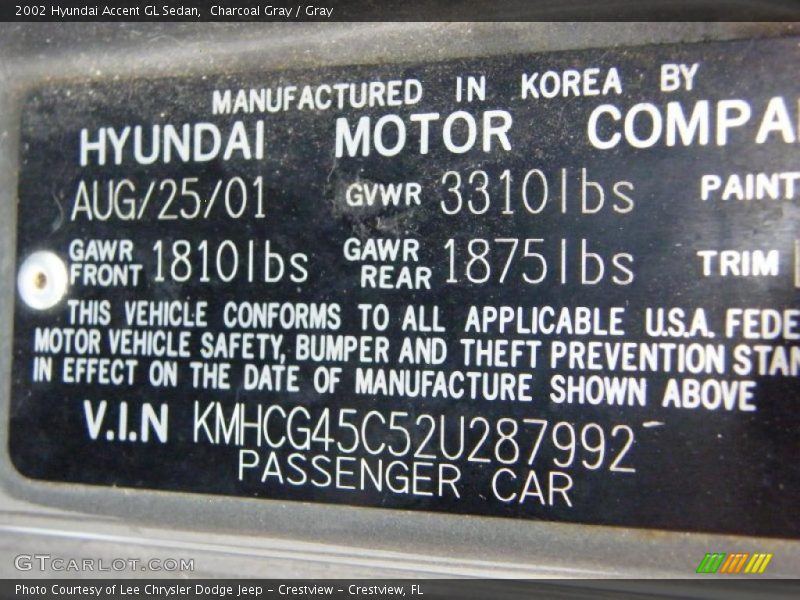 2002 Hyundai Accent GL Sedan,  Charcoal Gray / Gray
MANUFACTURED IN KOREA BY
HYUNDAI MOTOR COMPA
AUG/25/01 GVWR 3310lbs PAINT
GAWR FRONT 1810lbs GAWR REAR 1875lbs TRIM
THIS VEHICLE CONFORMS TO ALL APPLICABLE U.S.A. FEDE
MOTOR VEHICLE SAFETY, BUMPER AND THEFT PREVENTION STAN
IN EFFECT ON THE DATE OF MANUFACTURE SHOWN ABOVE
V.I.N KMHCG45C52U287992
PASSENGER CAR
GTCARLOT.COM
Photo Courtesy of Lee Chrysler Dodge Jeep – Crestview – Crestview, FL